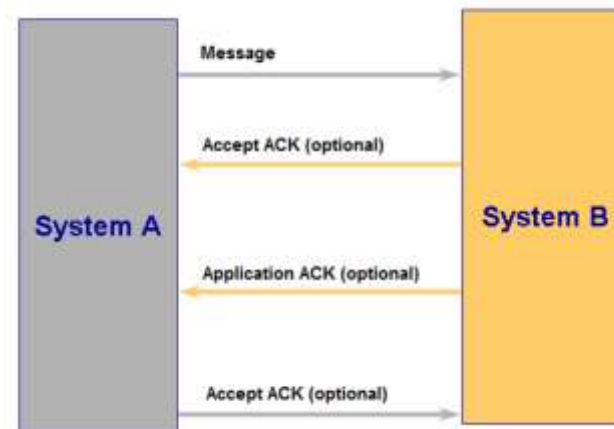 Message
Accept ACK (optional)
System A
System B
Application ACK (optional)
Accept ACK (optional)